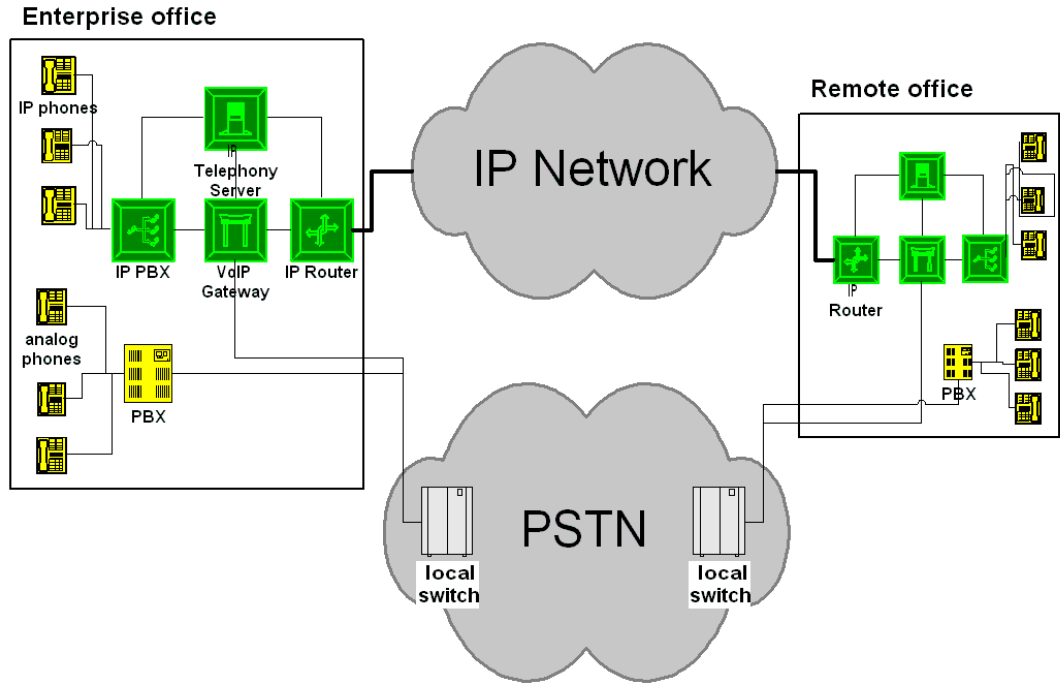 Enterprise office
IP phones
IP
Telephony
Server
IP PBX
VoIP
Gateway
IP Router
analog
phones
PBX
IP Network
Remote office
IP
Router
PBX
PSTN
local
switch
local
switch